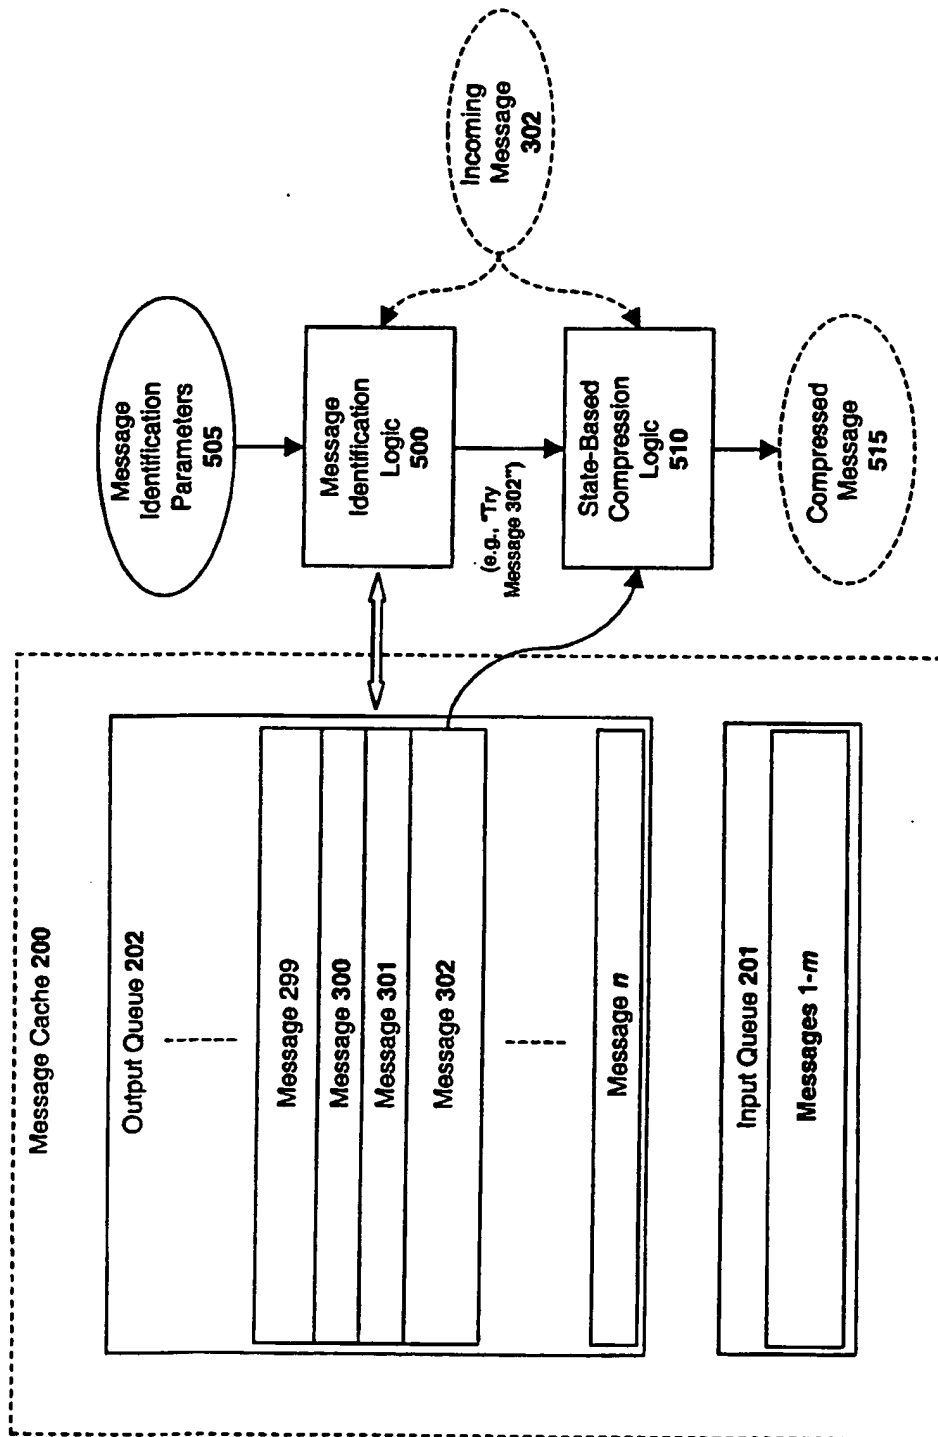 Message Cache 200
Output Queue 202
Message 299
Message 300
Message 301
Message 302
Message n
Input Queue 201
Messages 1-m
Message
Identification
Parameters
505
Message
Identification
Logic
500
(e.g., "Try
Message 302")
State-Based
Compression
Logic
510
Compressed
Message
515
Incoming
Message
302